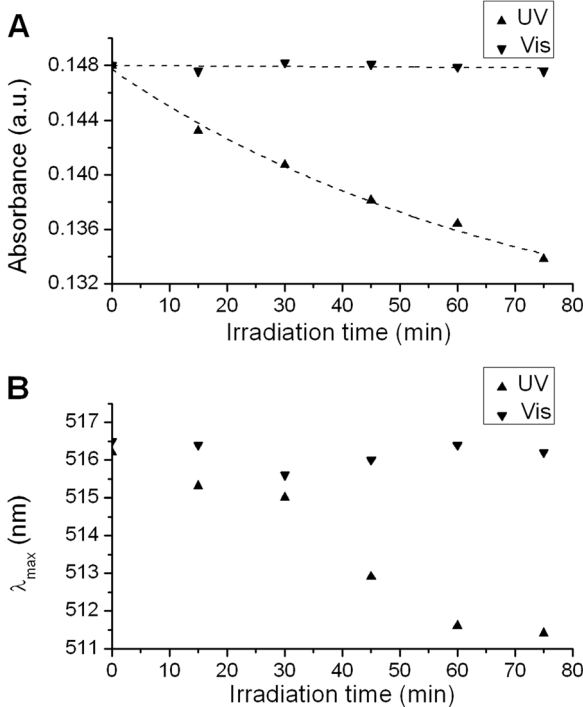 A
UV
Vis
0.148
0.144
0.140
0.136
0.132
Absorbance (a.u.)
0 10 20 30 40 50 60 70 80
Irradiation time (min)
B
UV
Vis
517
516
515
514
513
512
511
λmax (nm)
0 10 20 30 40 50 60 70 80
Irradiation time (min)